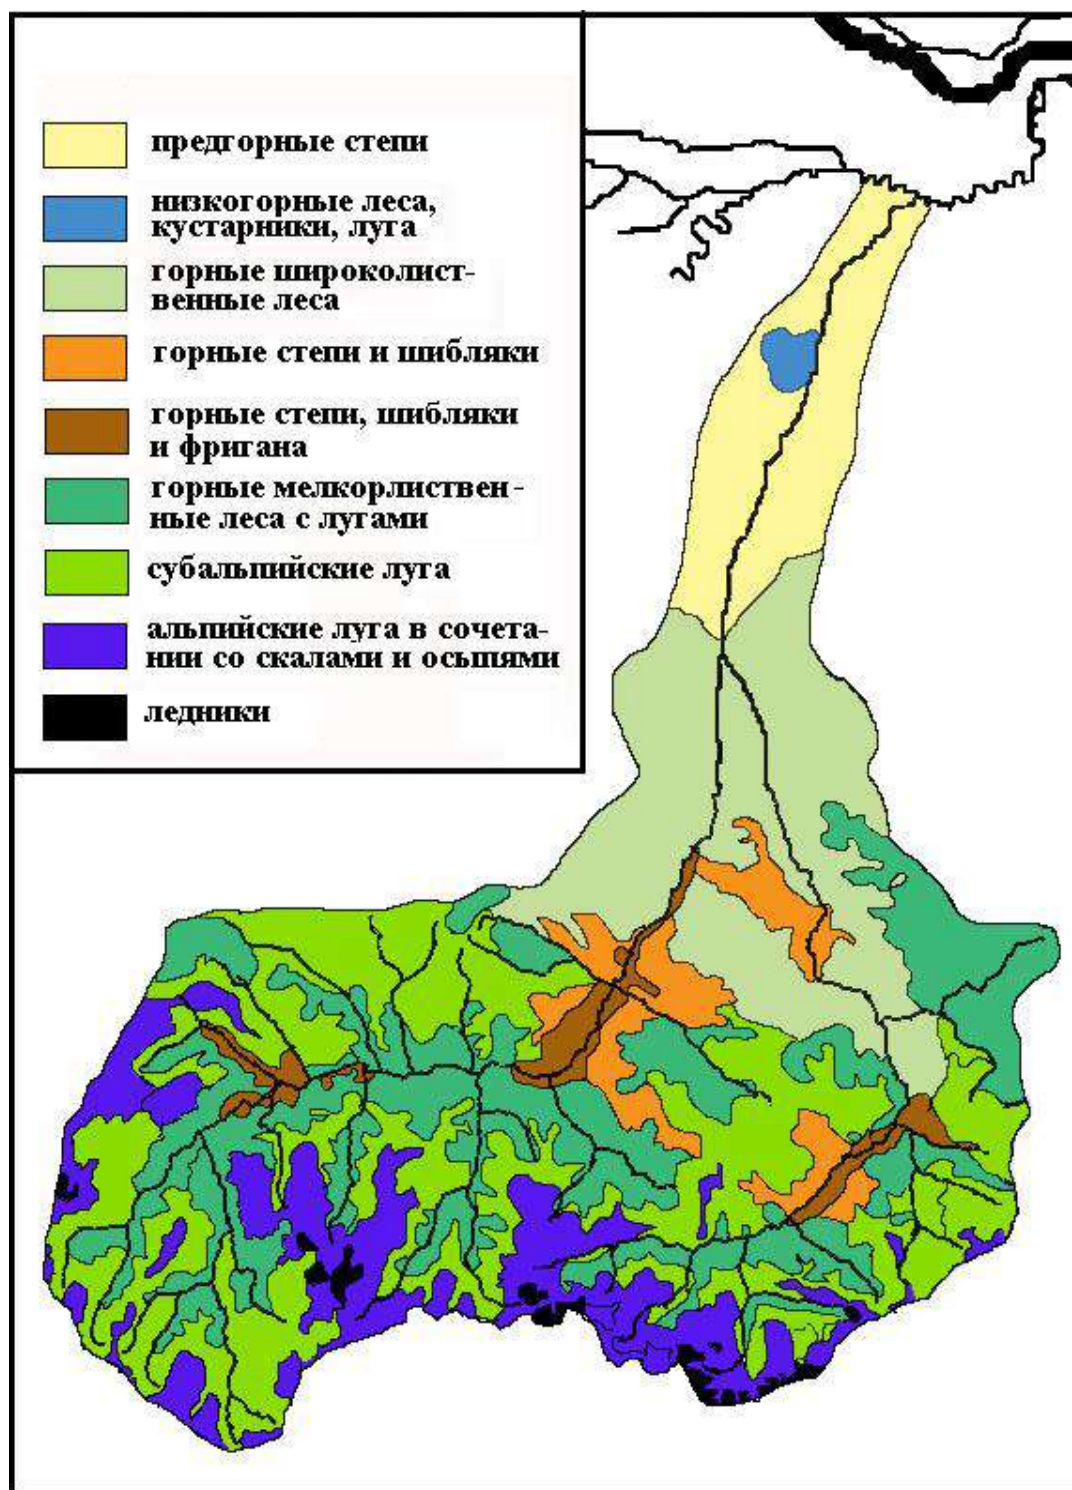 предгорные степи
низкогорные леса,
кустарники, луга
горные широколист-
венные леса
горные степи и шибляки
горные степи, шибляки
и фригана
горные мелкорлиствен-
ные леса с лугами
субальпийские луга
альпийские луга в сочета-
нии со скалами и осыпями
ледники